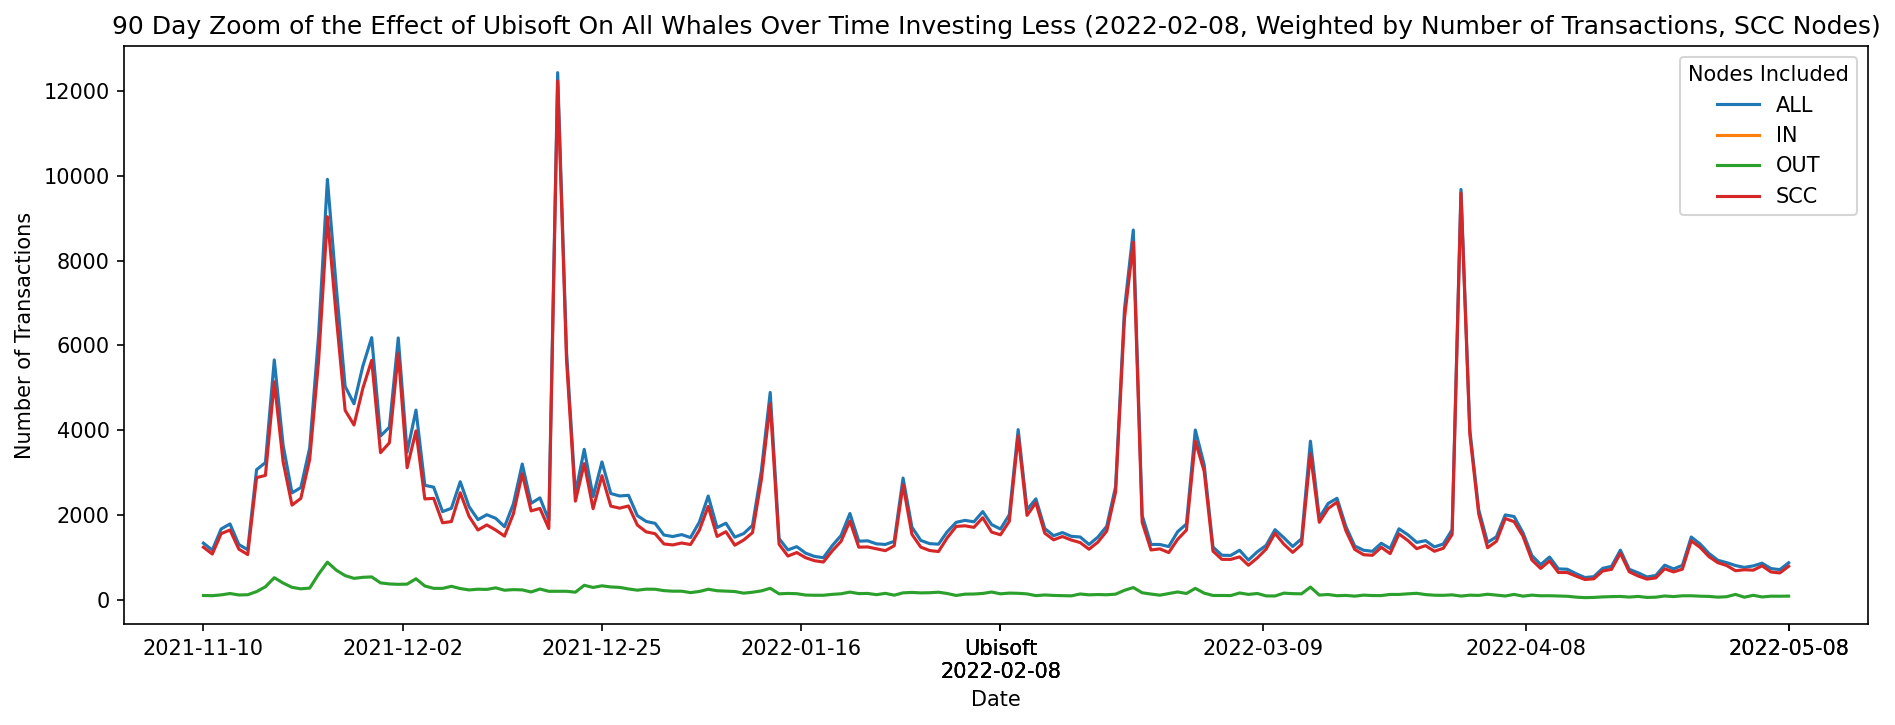 90 Day Zoom of the Effect of Ubisoft On All Whales Over Time Investing Less (2022-02-08, Weighted by Number of Transactions, SCC Nodes)
Nodes Included
ALL
IN
OUT
SCC
Number of Transactions
12000
10000
8000
6000
4000
2000
0
2021-11-10
2021-12-02
2021-12-25
2022-01-16
Ubisoft
2022-02-08
2022-03-09
2022-04-08
2022-05-08
Date